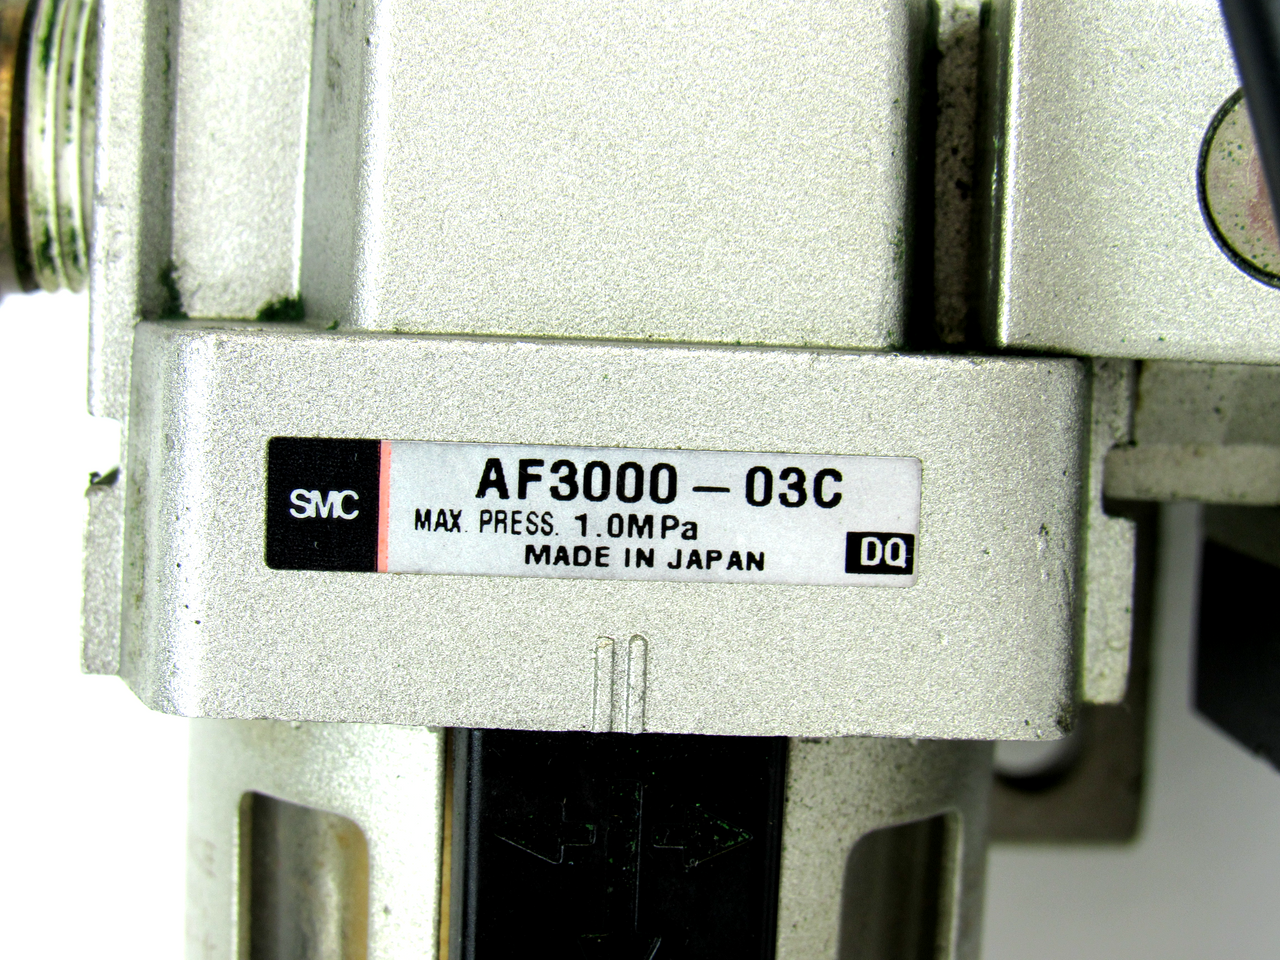 SMC
AF3000-03C
MAX. PRESS. 1.0MPa
MADE IN JAPAN
DQ